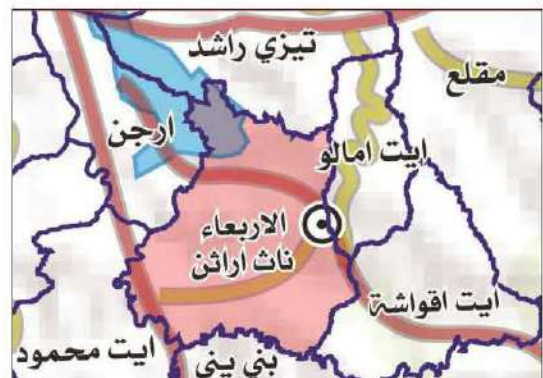 تيزي راشد
مقلع
ارجن
ايت امالو
الاربعاء
ناث اراثن
ايت اقواشة
ايت محمود
بني يني